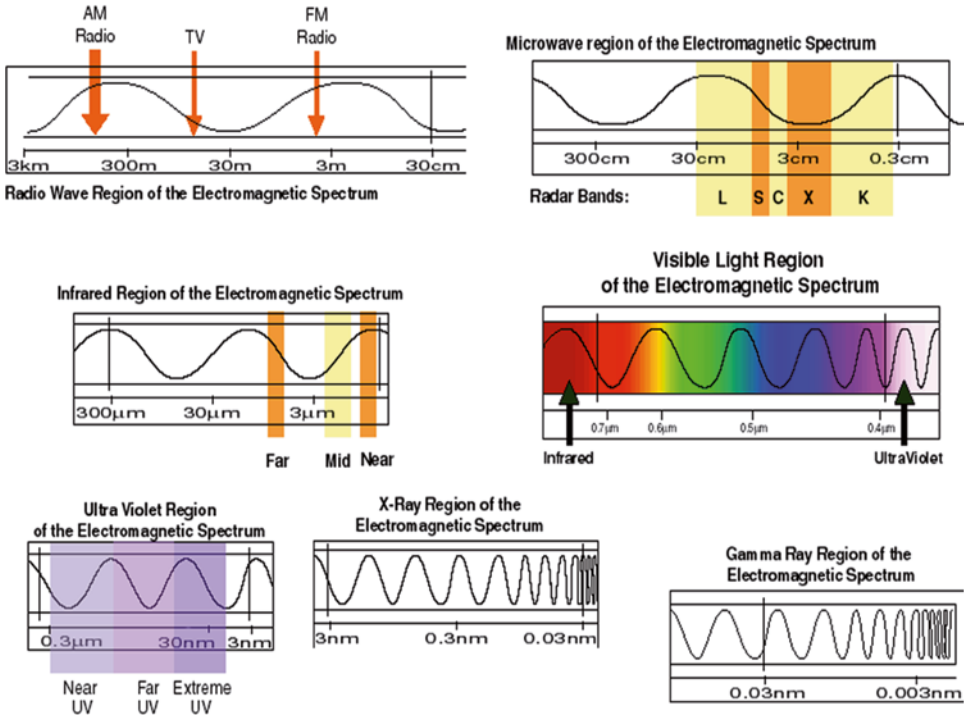 AM
Radio
TV
FM
Radio
3km 300m 30m 3m 30cm
Radio Wave Region of the Electromagnetic Spectrum
Microwave region of the Electromagnetic Spectrum
300cm 30cm 3cm 0.3cm
Radar Bands: L S C X K
Infrared Region of the Electromagnetic Spectrum
300µm 30µm 3µm
Far Mid Near
Visible Light Region
of the Electromagnetic Spectrum
0.7µm 0.6µm 0.5µm 0.4µm
Infrared UltraViolet
Ultra Violet Region
of the Electromagnetic Spectrum
0.3µm 30nm 3nm
Near
UV
Far
UV
Extreme
UV
X-Ray Region of the
Electromagnetic Spectrum
3nm 0.3nm 0.03nm
Gamma Ray Region of the
Electromagnetic Spectrum
0.03nm 0.003nm